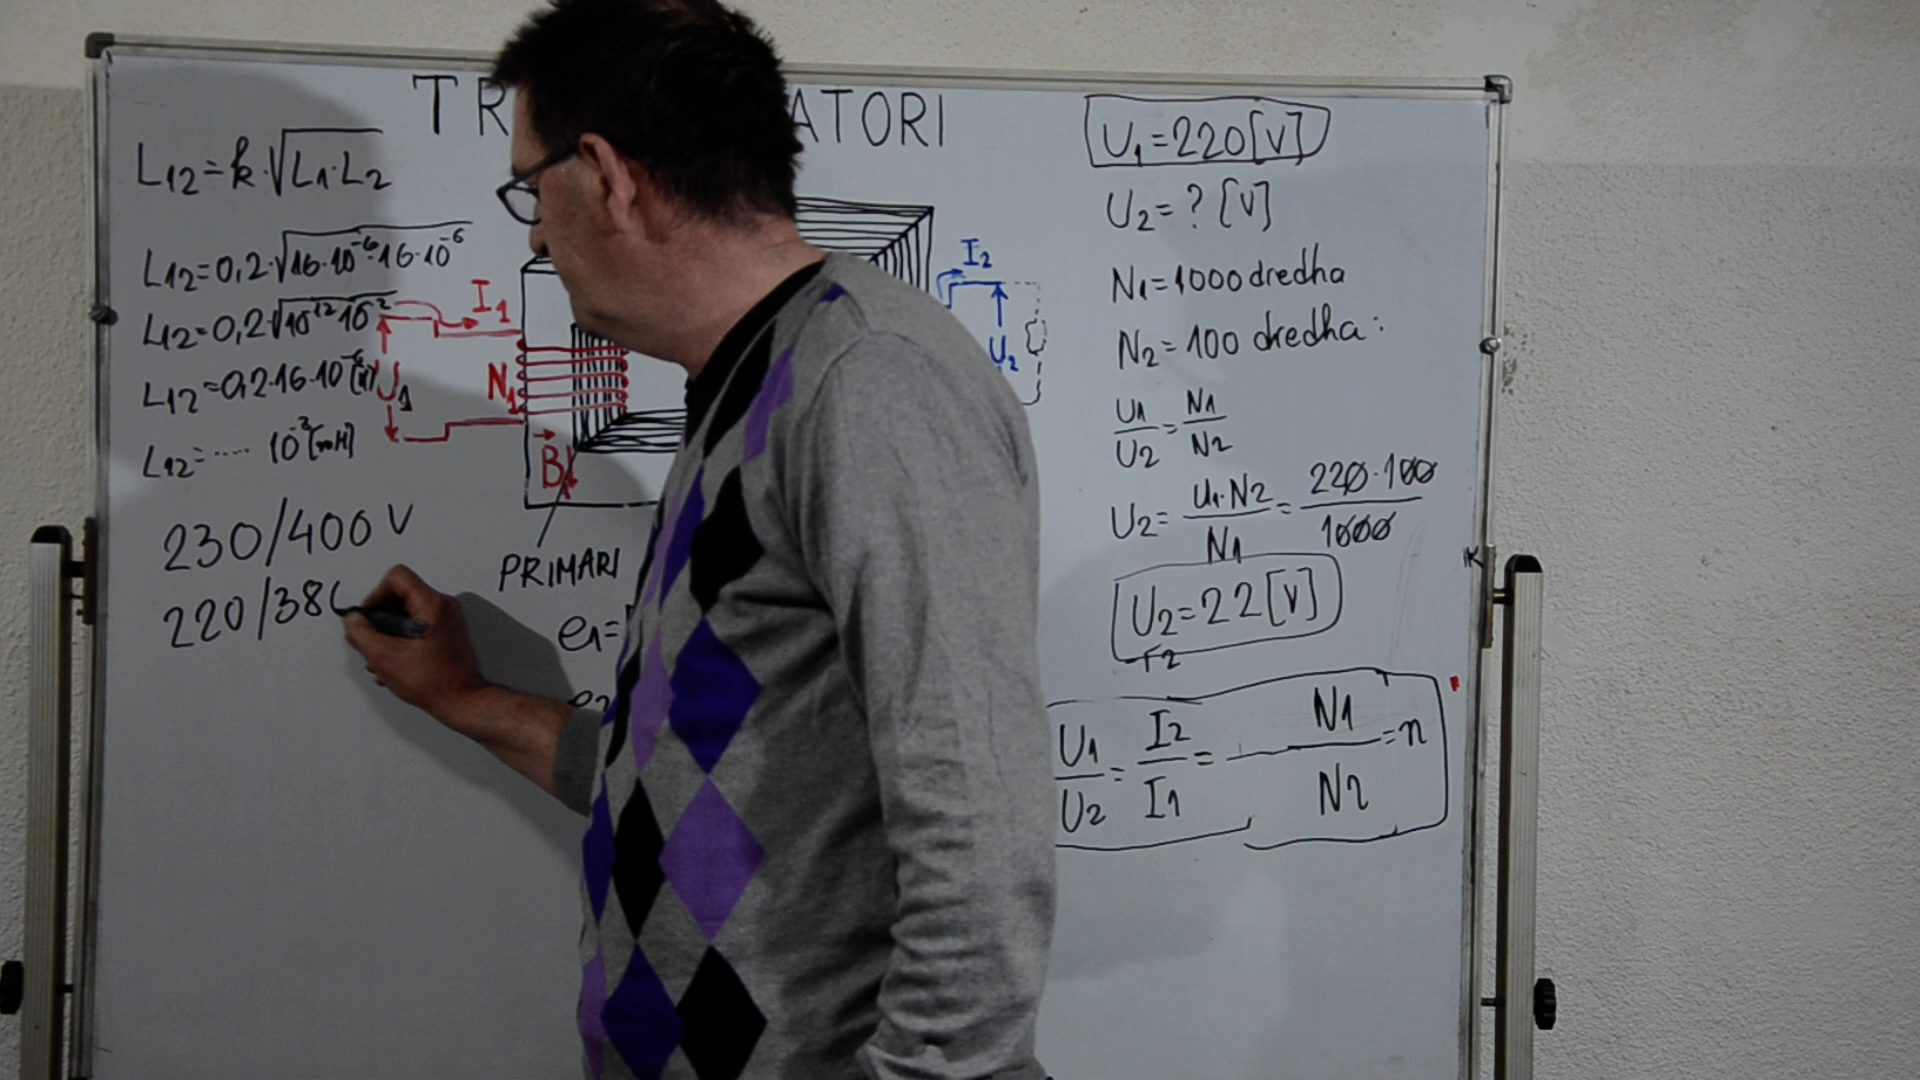 TR ATORI
L12=k·√L1·L2
L12=0,2·√16·10⁻⁶·16·10⁻⁶
L12=0,2√10⁻¹² 16²
L12=0,2·16·10⁻⁶[H]
L12=..... 10⁻³[mH]
230/400 V
220/380
I1
U1
N1
B
PRIMARI
e1=
e2
I2
U2
U1=220[V]
U2=?[V]
N1=1000 dredha
N2=100 dredha:
U1/U2=N1/N2
U2=U1·N2/N1=220·100/1000
U2=22[V]
U1/U2=I2/I1=N1/N2=n